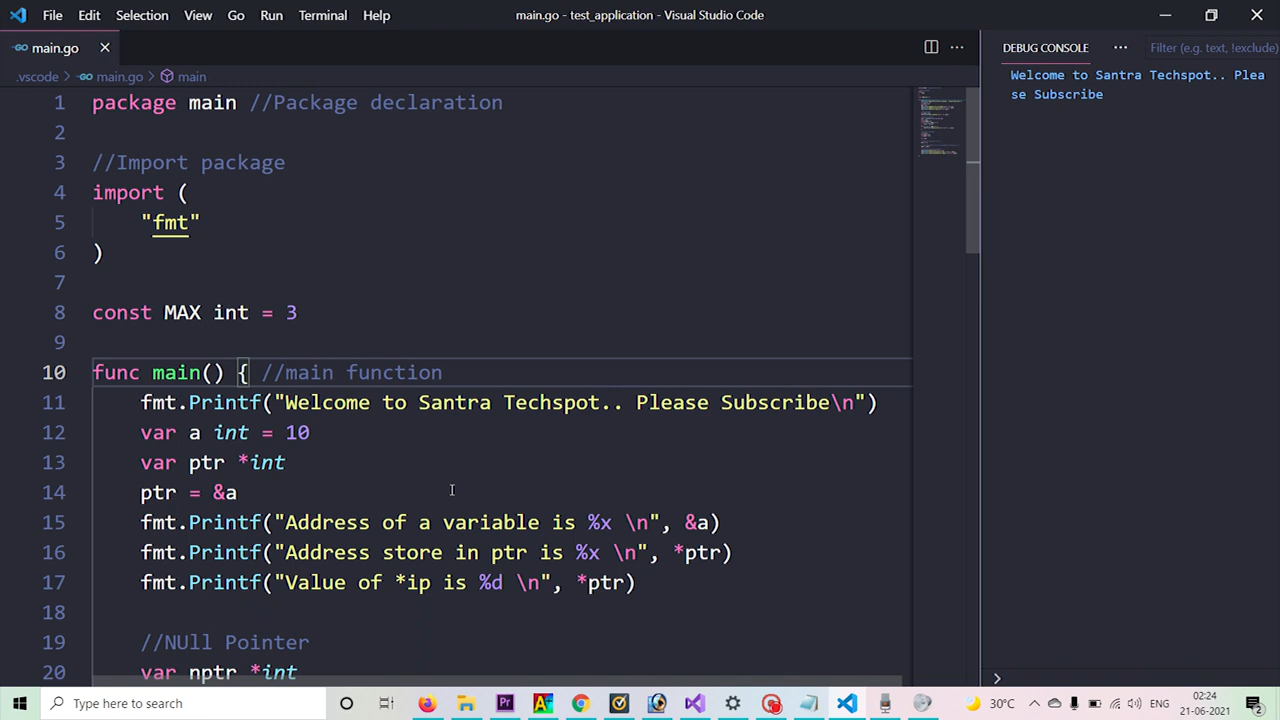 File Edit Selection View Go Run Terminal Help
main.go - test_application - Visual Studio Code
main.go
DEBUG CONSOLE
Filter (e.g. text, !exclude)
.vscode > main.go > main
Welcome to Santra Techspot.. Plea
se Subscribe
1 package main //Package declaration
2
3 //Import package
4 import (
5 "fmt"
6 )
7
8 const MAX int = 3
9
10 func main() { //main function
11 fmt.Printf("Welcome to Santra Techspot.. Please Subscribe\n")
12 var a int = 10
13 var ptr *int
14 ptr = &a
15 fmt.Printf("Address of a variable is %x \n", &a)
16 fmt.Printf("Address store in ptr is %x \n", *ptr)
17 fmt.Printf("Value of *ip is %d \n", *ptr)
18
19 //NUll Pointer
20 var nptr *int
Type here to search
30°C
ENG
02:24
21-06-2021
2